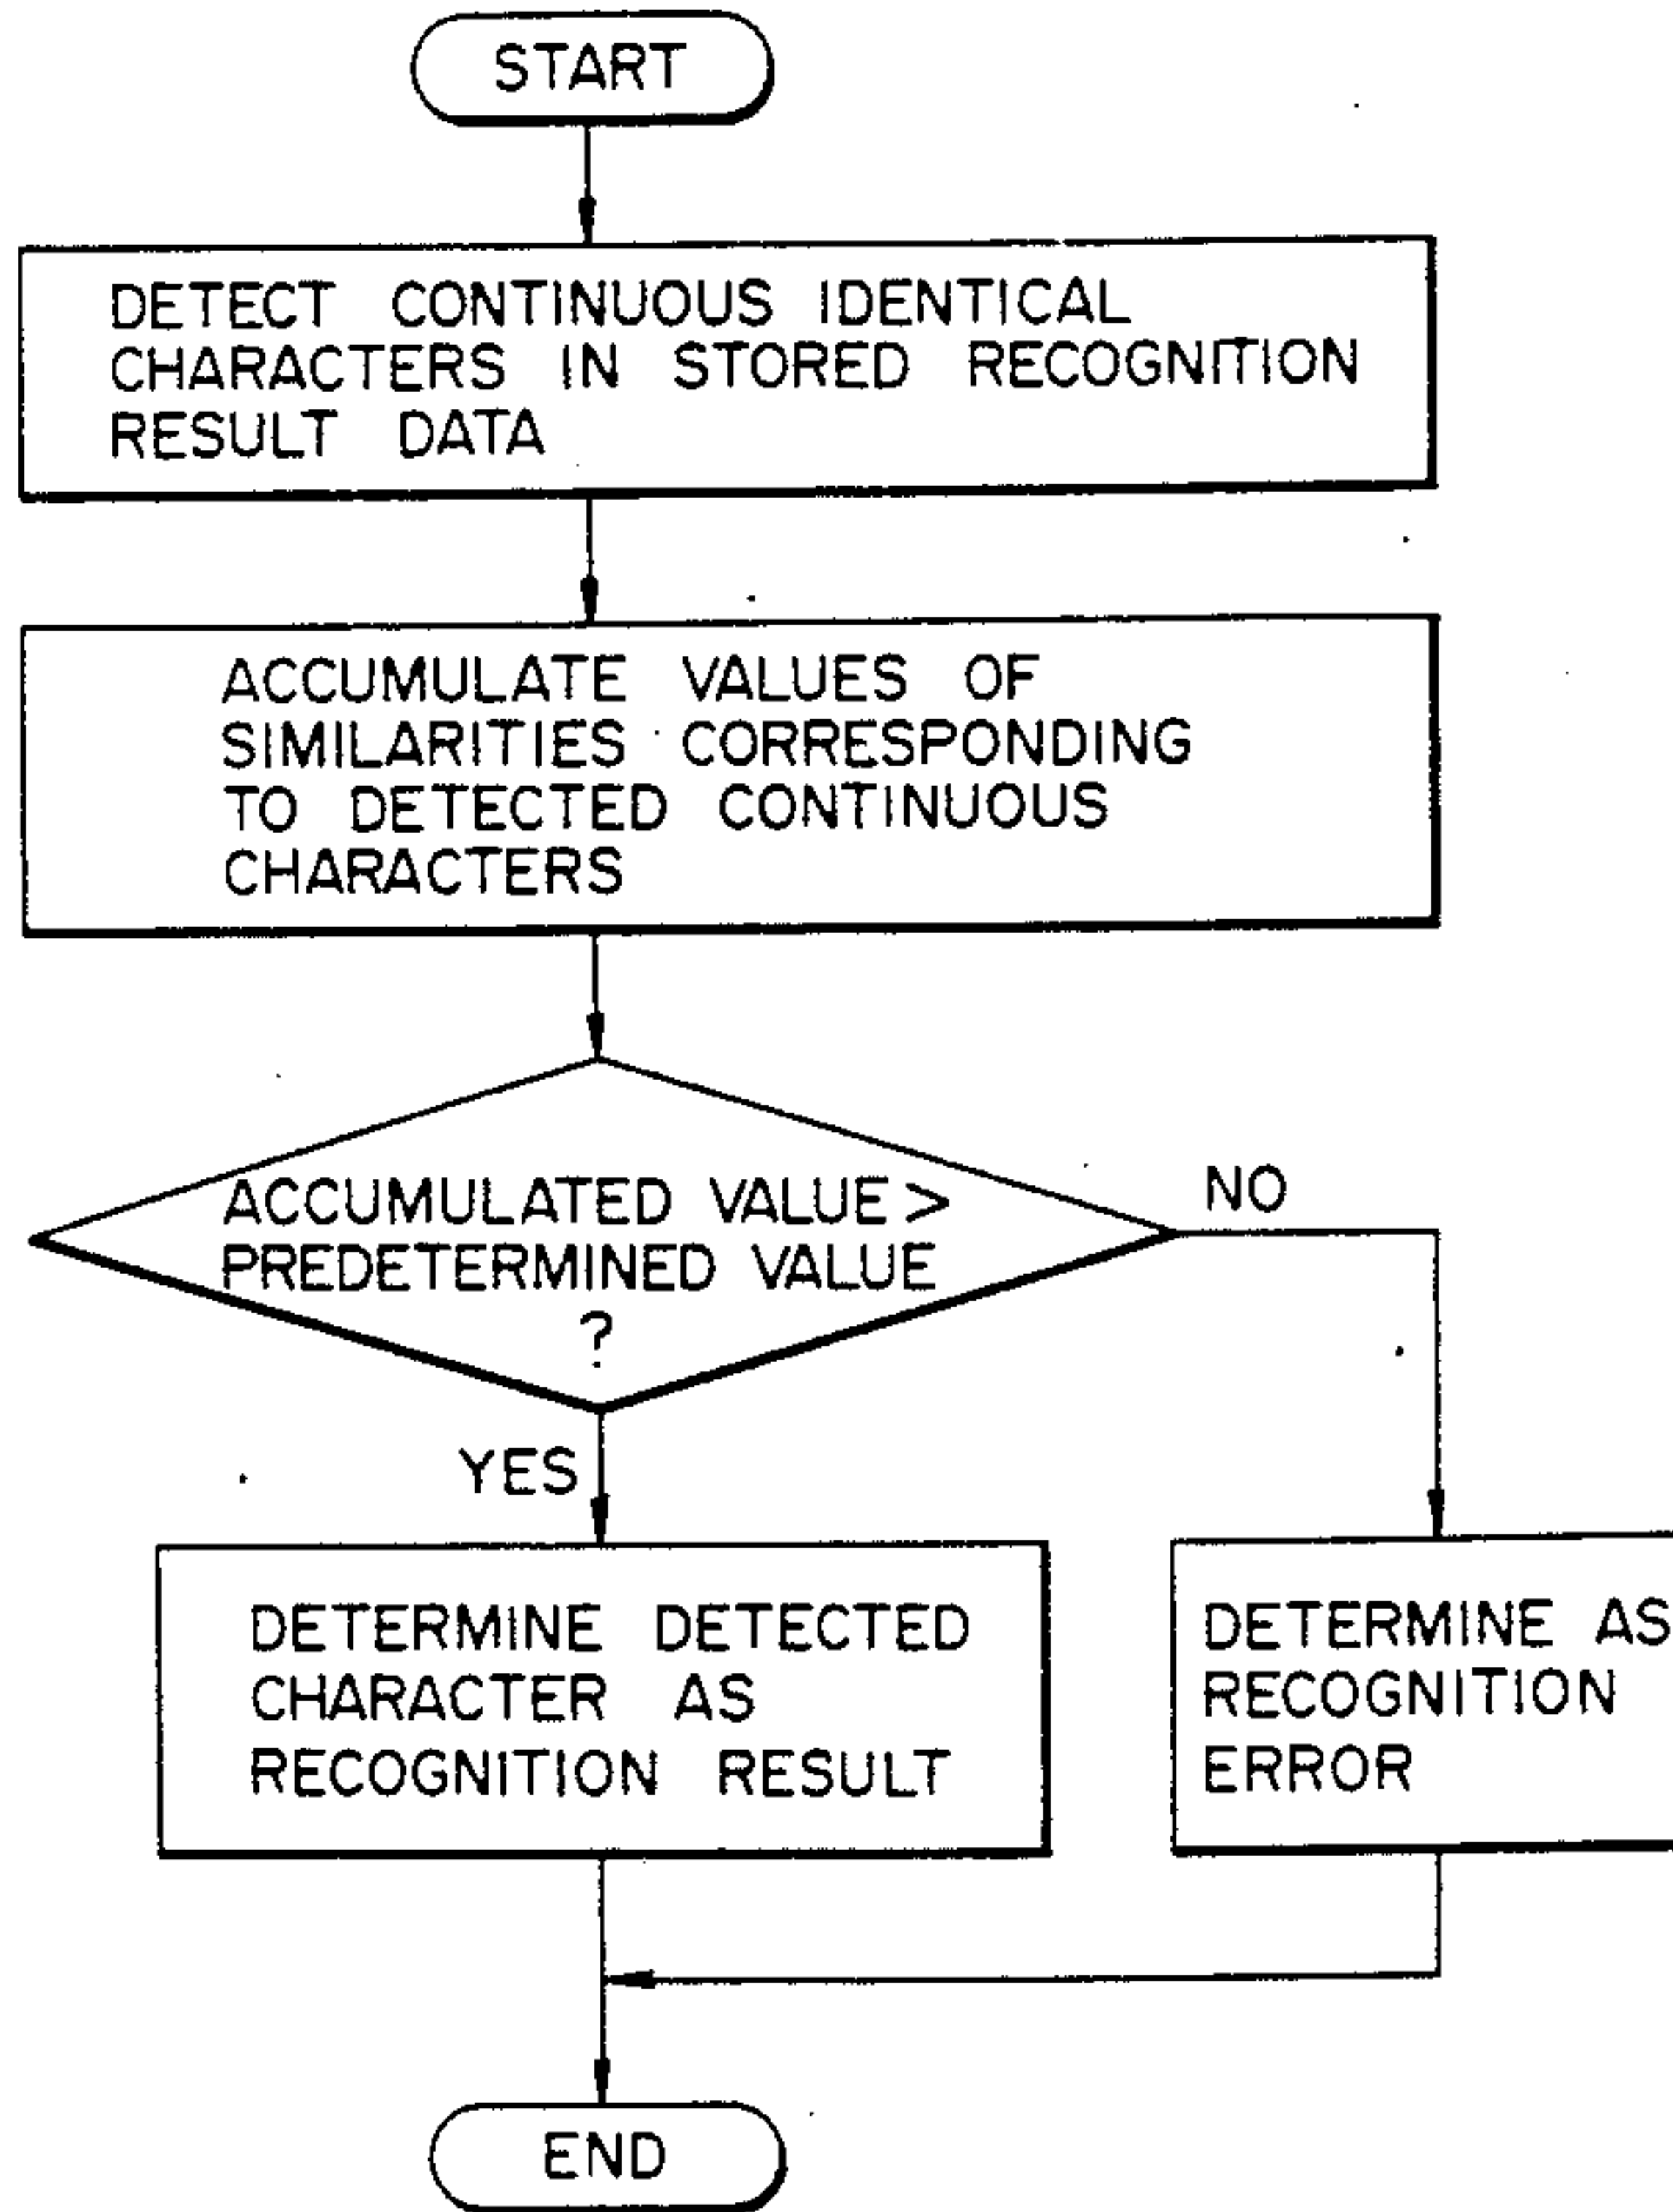 START
DETECT CONTINUOUS IDENTICAL
CHARACTERS IN STORED RECOGNITION
RESULT DATA
ACCUMULATE VALUES OF
SIMILARITIES CORRESPONDING
TO DETECTED CONTINUOUS
CHARACTERS
ACCUMULATED VALUE >
PREDETERMINED VALUE
?
NO
YES
DETERMINE DETECTED
CHARACTER AS
RECOGNITION RESULT
DETERMINE AS
RECOGNITION
ERROR
END